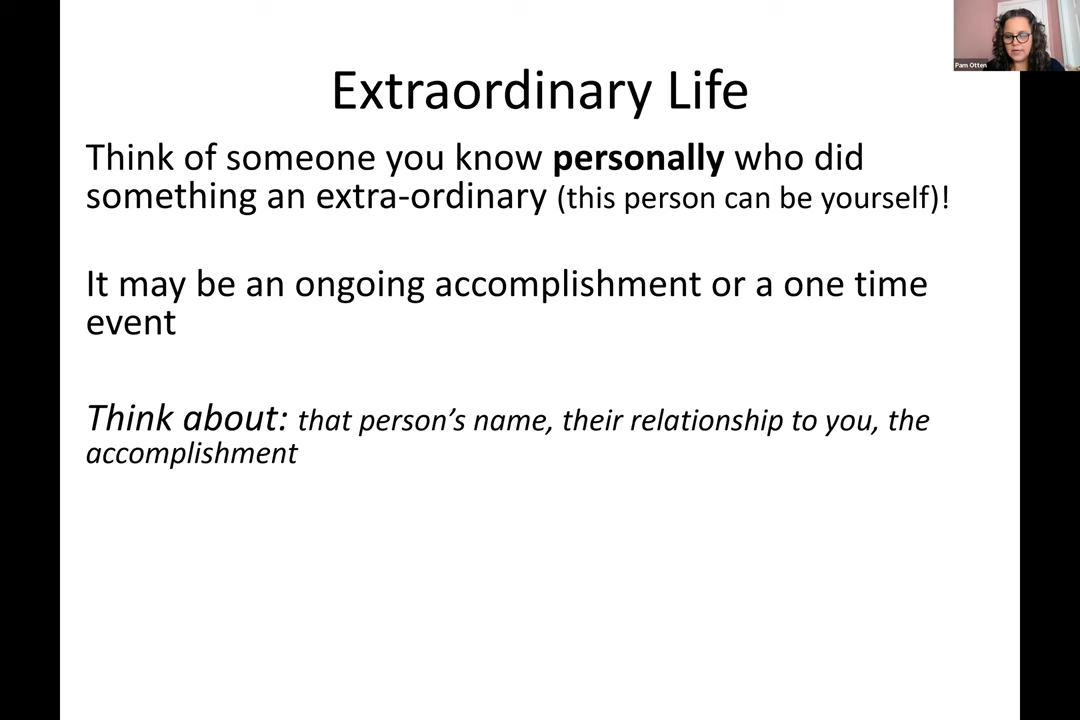 Pam Otten
Extraordinary Life
Think of someone you know personally who did
something an extra-ordinary (this person can be yourself)!
It may be an ongoing accomplishment or a one time
event
Think about: that person’s name, their relationship to you, the
accomplishment